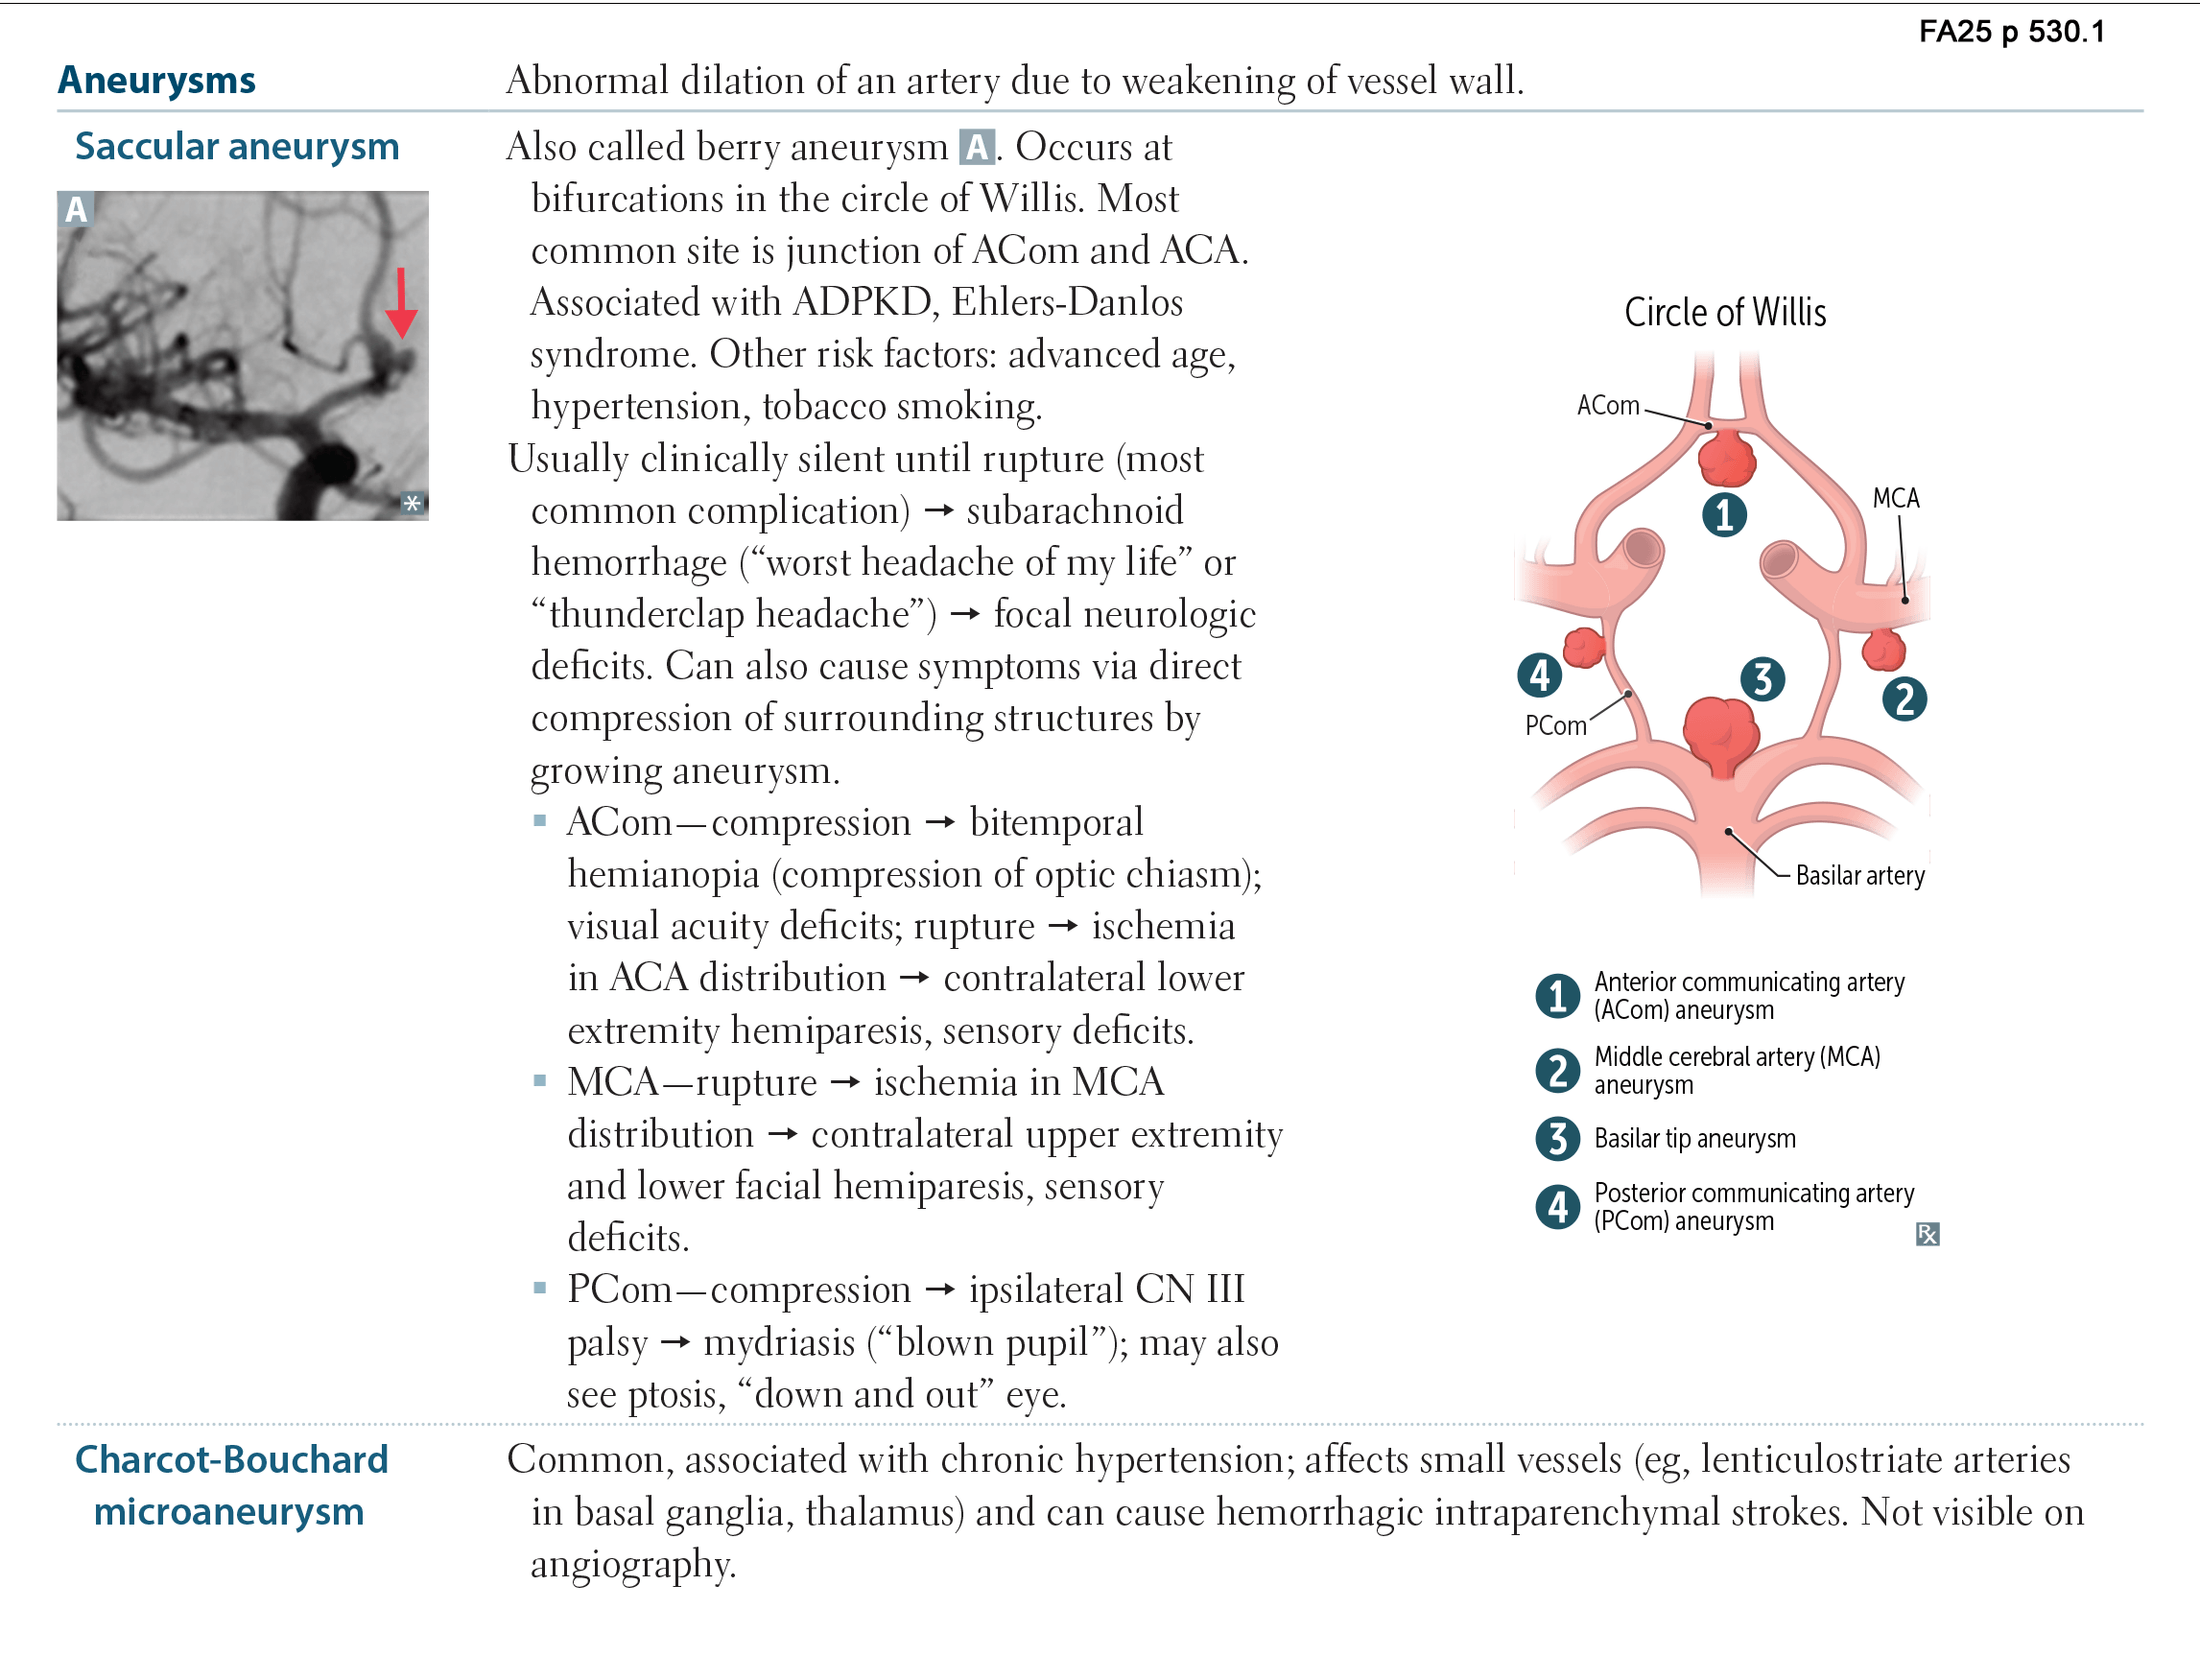 FA25 p 530.1
Aneurysms
Abnormal dilation of an artery due to weakening of vessel wall.
Saccular aneurysm
A
*
Also called berry aneurysm A. Occurs at
bifurcations in the circle of Willis. Most
common site is junction of ACom and ACA.
Associated with ADPKD, Ehlers-Danlos
syndrome. Other risk factors: advanced age,
hypertension, tobacco smoking.
Usually clinically silent until rupture (most
common complication) → subarachnoid
hemorrhage (“worst headache of my life” or
“thunderclap headache”) → focal neurologic
deficits. Can also cause symptoms via direct
compression of surrounding structures by
growing aneurysm.
▪ ACom—compression → bitemporal
hemianopia (compression of optic chiasm);
visual acuity deficits; rupture → ischemia
in ACA distribution → contralateral lower
extremity hemiparesis, sensory deficits.
▪ MCA—rupture → ischemia in MCA
distribution → contralateral upper extremity
and lower facial hemiparesis, sensory
deficits.
▪ PCom—compression → ipsilateral CN III
palsy → mydriasis (“blown pupil”); may also
see ptosis, “down and out” eye.
Circle of Willis
ACom
1
MCA
4
3
2
PCom
Basilar artery
1 Anterior communicating artery
(ACom) aneurysm
2 Middle cerebral artery (MCA)
aneurysm
3 Basilar tip aneurysm
4 Posterior communicating artery
(PCom) aneurysm
Rx
Charcot-Bouchard
microaneurysm
Common, associated with chronic hypertension; affects small vessels (eg, lenticulostriate arteries
in basal ganglia, thalamus) and can cause hemorrhagic intraparenchymal strokes. Not visible on
angiography.